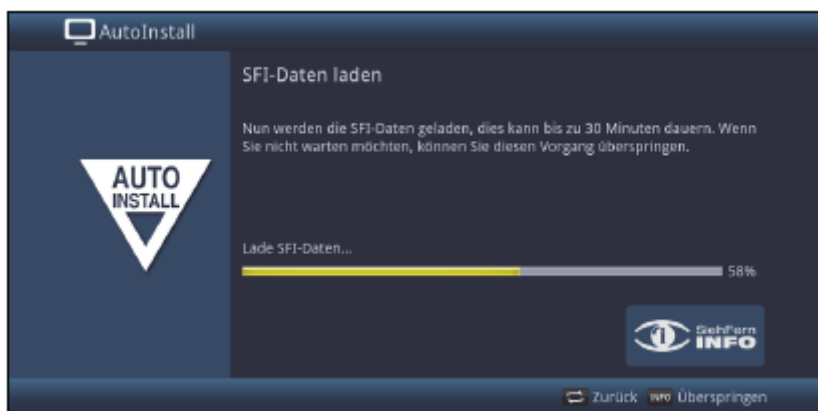 AutoInstall
SFI-Daten laden
Nun werden die SFI-Daten geladen, dies kann bis zu 30 Minuten dauern. Wenn
Sie nicht warten möchten, können Sie diesen Vorgang überspringen.
AUTO
INSTALL
Lade SFI-Daten...
58%
SiehFern
INFO
Zurück INFO Überspringen